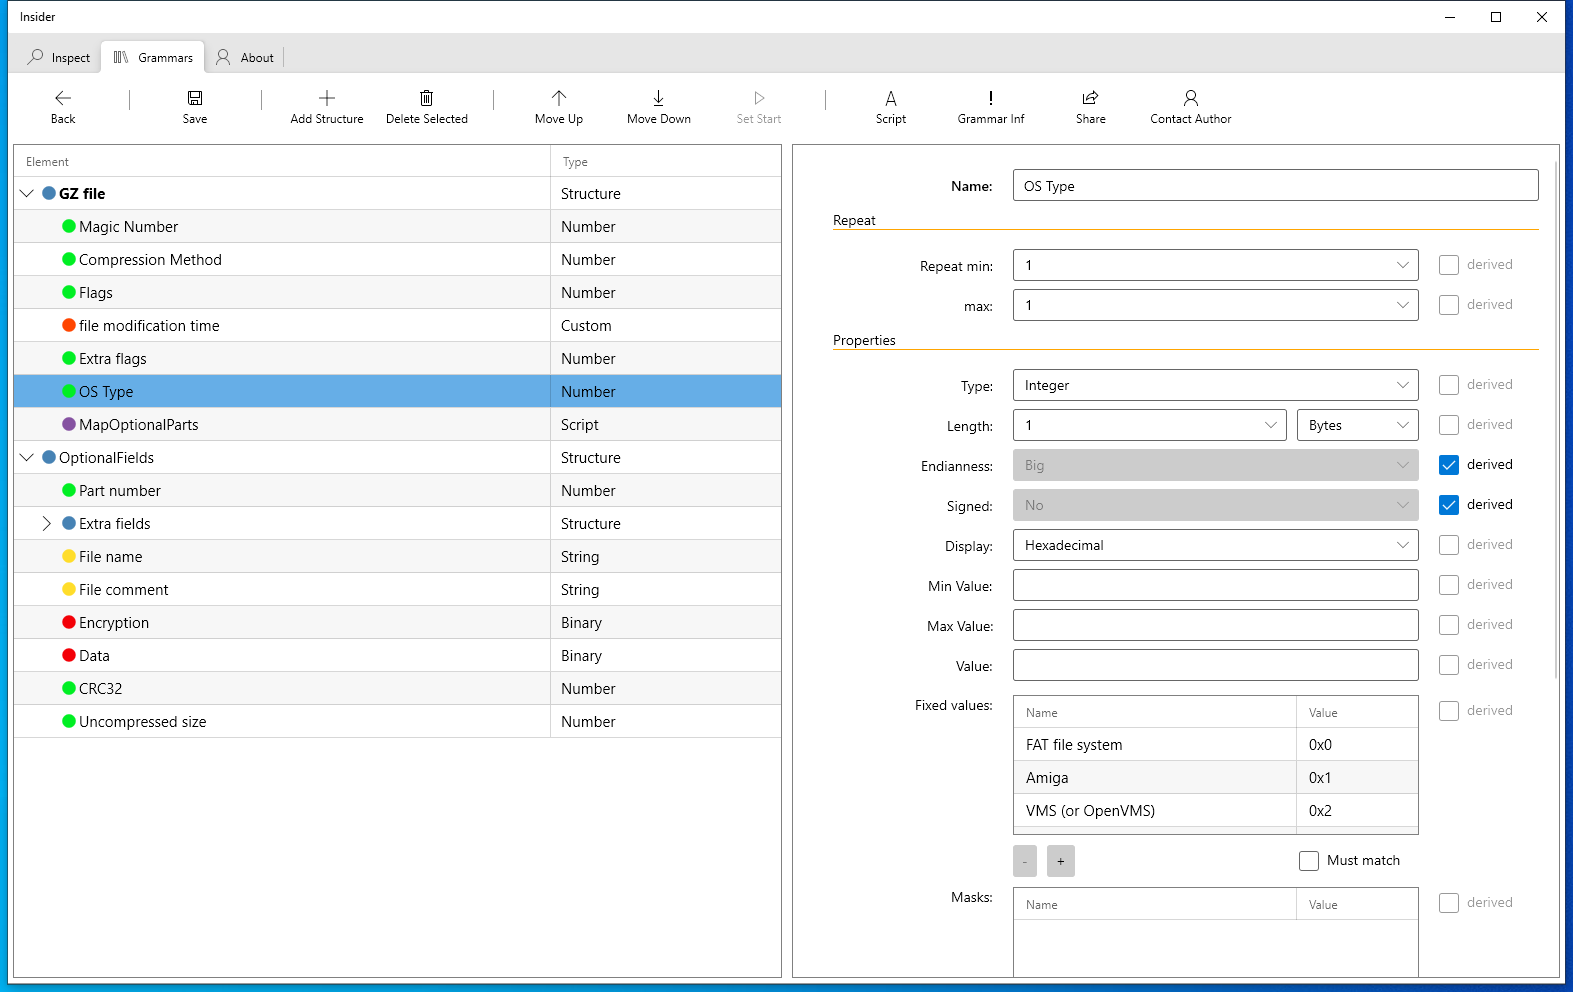 Insider
Inspect Grammars About
Back Save Add Structure Delete Selected Move Up Move Down Set Start Script Grammar Inf Share Contact Author
Element Type
GZ file Structure
Magic Number Number
Compression Method Number
Flags Number
file modification time Custom
Extra flags Number
OS Type Number
MapOptionalParts Script
OptionalFields Structure
Part number Number
Extra fields Structure
File name String
File comment String
Encryption Binary
Data Binary
CRC32 Number
Uncompressed size Number
Name: OS Type
Repeat
Repeat min: 1 derived
max: 1 derived
Properties
Type: Integer derived
Length: 1 Bytes derived
Endianness: Big derived
Signed: No derived
Display: Hexadecimal derived
Min Value: derived
Max Value: derived
Value: derived
Fixed values: Name Value derived
FAT file system 0x0
Amiga 0x1
VMS (or OpenVMS) 0x2
- + Must match
Masks: Name Value derived